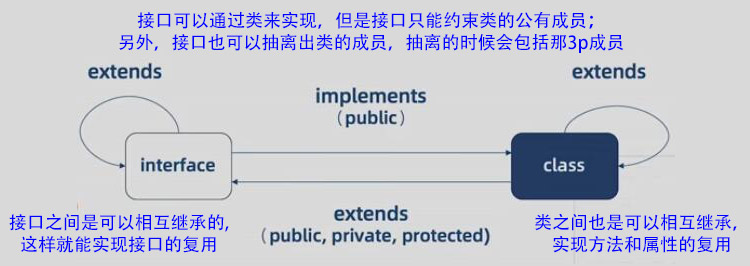 接口可以通过类来实现，但是接口只能约束类的公有成员；
另外，接口也可以抽离出类的成员，抽离的时候会包括那3p成员
extends
extends
implements
（public）
interface
class
extends
（public, private, protected)
接口之间是可以相互继承的,
这样就能实现接口的复用
类之间也是可以相互继承,
实现方法和属性的复用